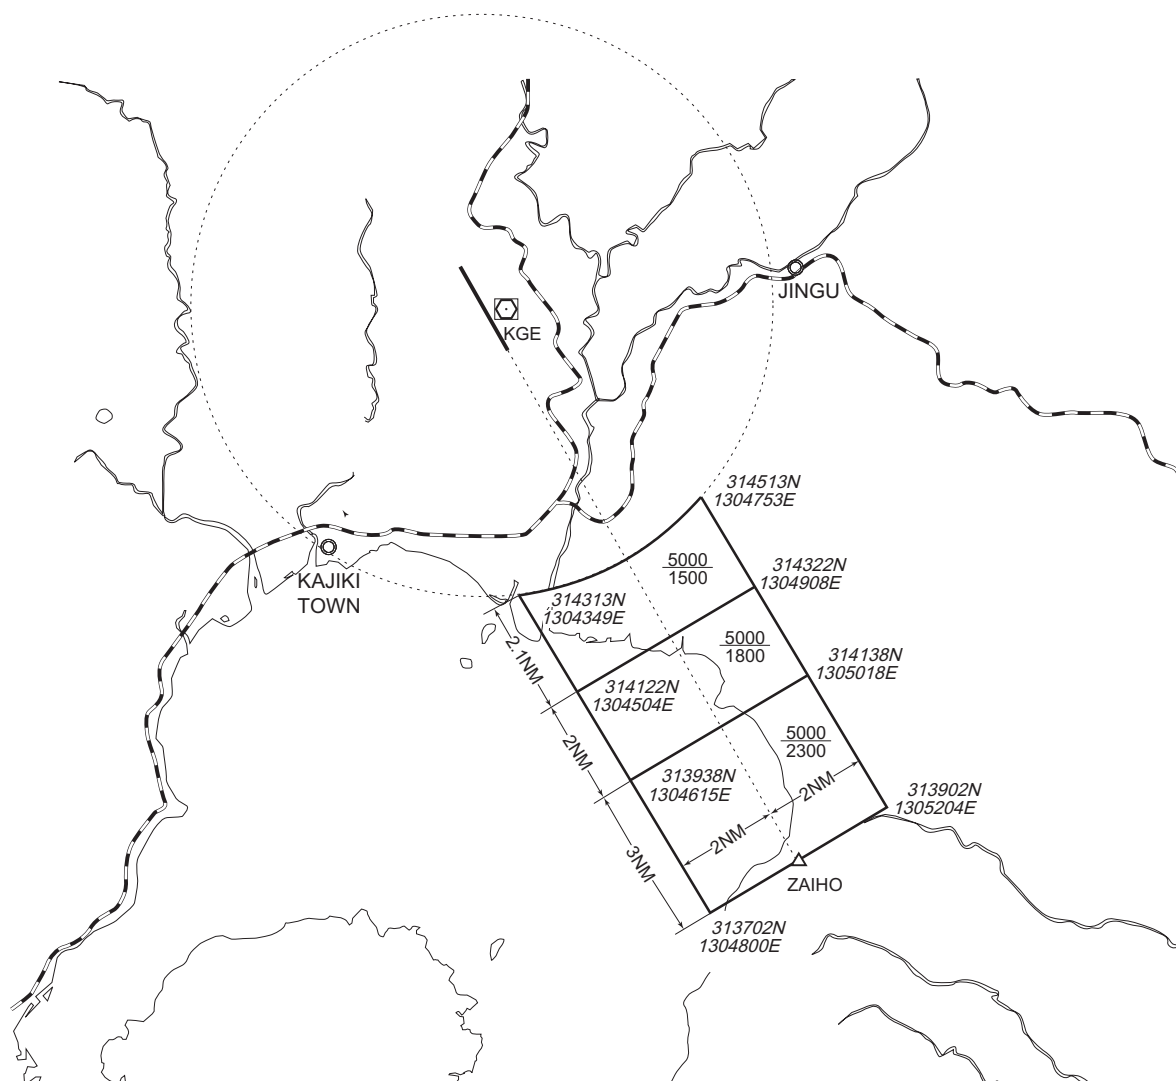 JINGU
KGE
314513N
1304753E
KAJIKI
TOWN
5000
1500
314322N
1304908E
314313N
1304349E
5000
1800
314138N
1305018E
2.1NM
314122N
1304504E
5000
2300
2NM
313938N
1304615E
2NM
313902N
1305204E
2NM
3NM
ZAIHO
313702N
1304800E